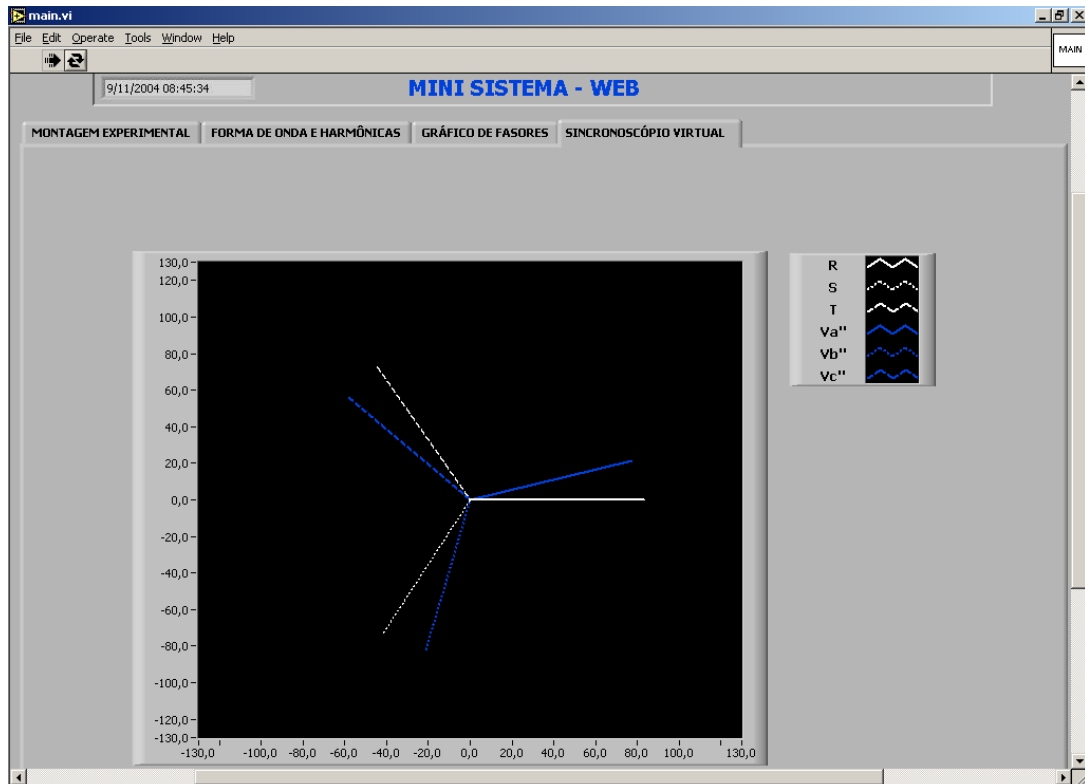 main.vi
File Edit Operate Tools Window Help
MAIN
9/11/2004 08:45:34
MINI SISTEMA - WEB
MONTAGEM EXPERIMENTAL
FORMA DE ONDA E HARMÔNICAS
GRÁFICO DE FASORES
SINCRONOSCÓPIO VIRTUAL
130,0
120,0
100,0
80,0
60,0
40,0
20,0
0,0
-20,0
-40,0
-60,0
-80,0
-100,0
-120,0
-130,0
-130,0 -100,0 -80,0 -60,0 -40,0 -20,0 0,0 20,0 40,0 60,0 80,0 100,0 130,0
R
S
T
Va"
Vb"
Vc"